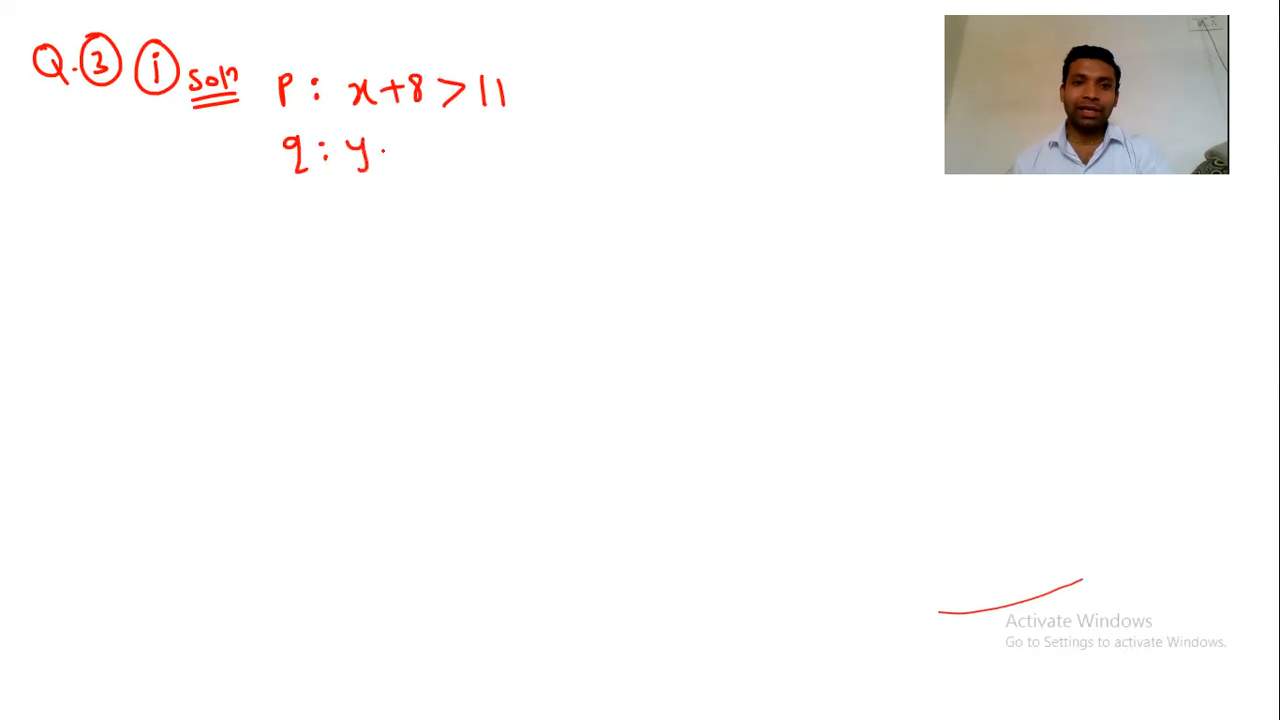 Q.3 i Soln p : x+8 > 11
q : y
Activate Windows
Go to Settings to activate Windows.